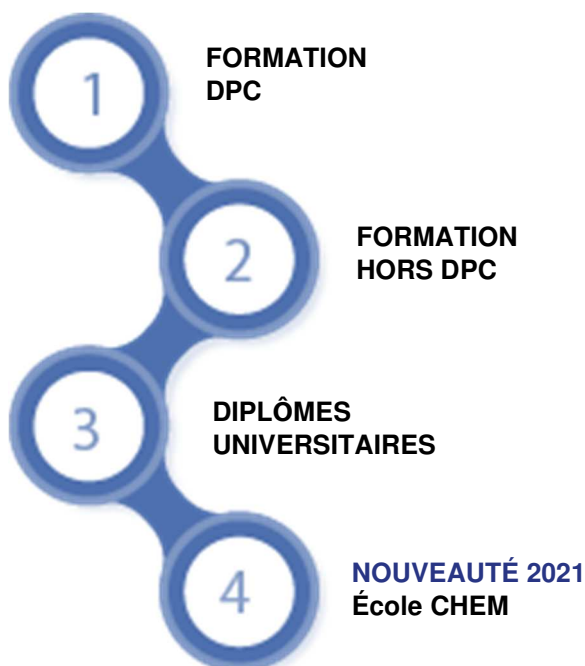 1
FORMATION
DPC
2
FORMATION
HORS DPC
3
DIPLÔMES
UNIVERSITAIRES
4
NOUVEAUTÉ 2021
École CHEM